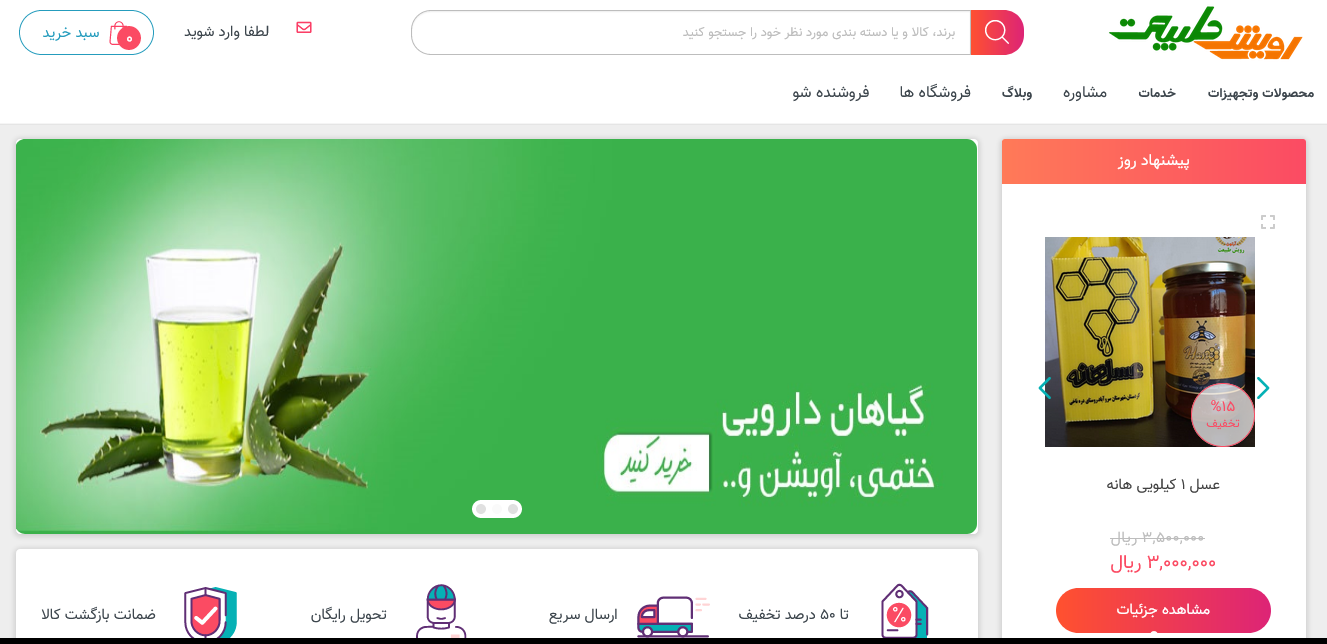 رویش طبیعت
برند، کالا و یا دسته بندی مورد نظر خود را جستجو کنید
لطفا وارد شوید
سبد خرید ۰
محصولات وتجهیزات
خدمات
وبلاگ
مشاوره
فروشگاه ها
فروشنده شو
پیشنهاد روز
عسل هانه
%۱۵
تخفیف
عسل ۱ کیلویی هانه
۳,۵۰۰,۰۰۰ ریال
۳,۰۰۰,۰۰۰ ریال
مشاهده جزئیات
گیاهان دارویی
ختمی، آویشن و..
خرید کنید
تا ۵۰ درصد تخفیف
ارسال سریع
تحویل رایگان
ضمانت بازگشت کالا